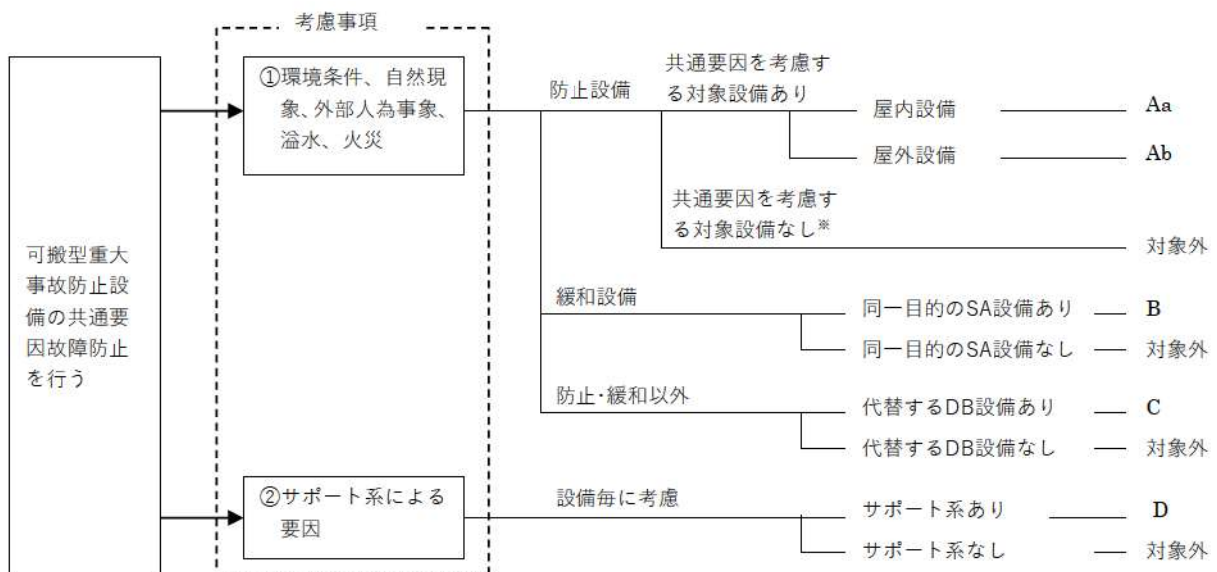 考慮事項
可搬型重大
事故防止設
備の共通要
因故障防止
を行う
①環境条件、自然現
象、外部人為事象、
溢水、火災
防止設備
共通要因を考慮す
る対象設備あり
屋内設備
Aa
屋外設備
Ab
共通要因を考慮す
る対象設備なし※
対象外
緩和設備
同一目的のSA設備あり
B
同一目的のSA設備なし
対象外
防止・緩和以外
代替するDB設備あり
C
代替するDB設備なし
対象外
②サポート系による
要因
設備毎に考慮
サポート系あり
D
サポート系なし
対象外